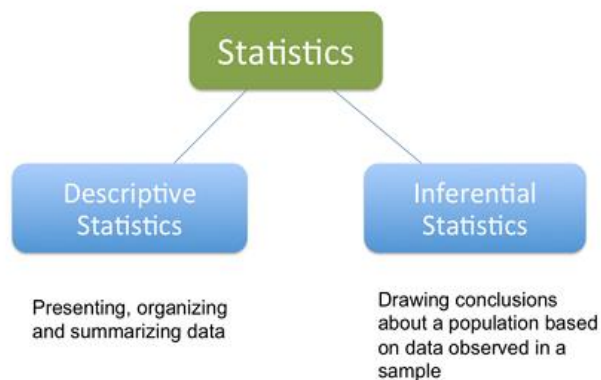 Statistics
Descriptive
Statistics
Inferential
Statistics
Presenting, organizing
and summarizing data
Drawing conclusions
about a population based
on data observed in a
sample